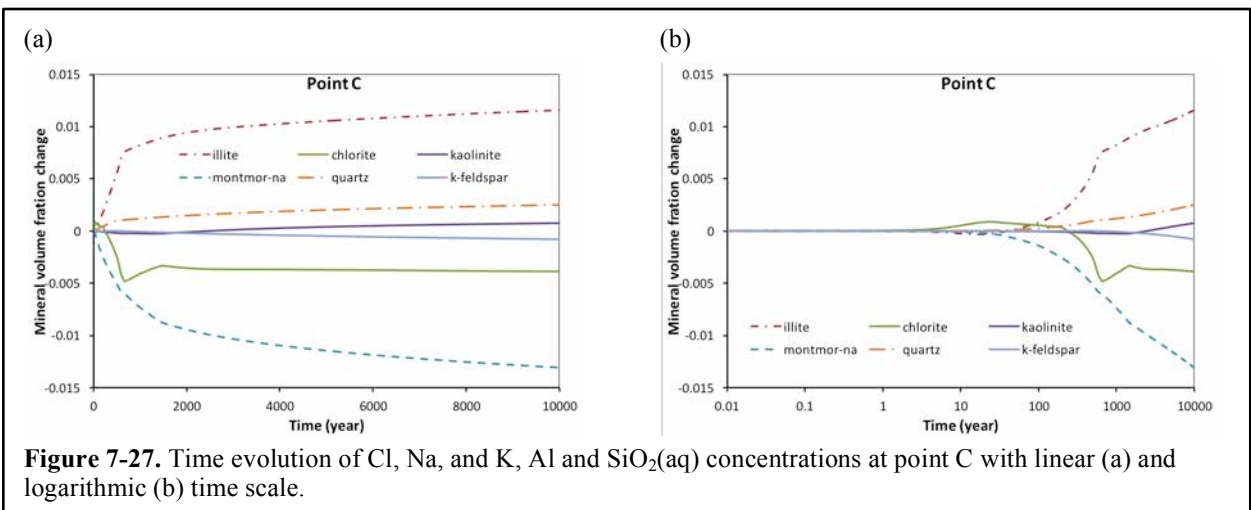 (a)
(b)
Point C
0.015
0.01
0.005
0
-0.005
-0.01
-0.015
Mineral volume fration change
illite
chlorite
kaolinite
montmor-na
quartz
k-feldspar
0
2000
4000
6000
8000
10000
Time (year)
Point C
0.015
0.01
0.005
0
-0.005
-0.01
-0.015
Mineral volume fration change
illite
chlorite
kaolinite
montmor-na
quartz
k-feldspar
0.01
0.1
1
10
100
1000
10000
Time (year)
Figure 7-27. Time evolution of Cl, Na, and K, Al and SiO₂(aq) concentrations at point C with linear (a) and
logarithmic (b) time scale.